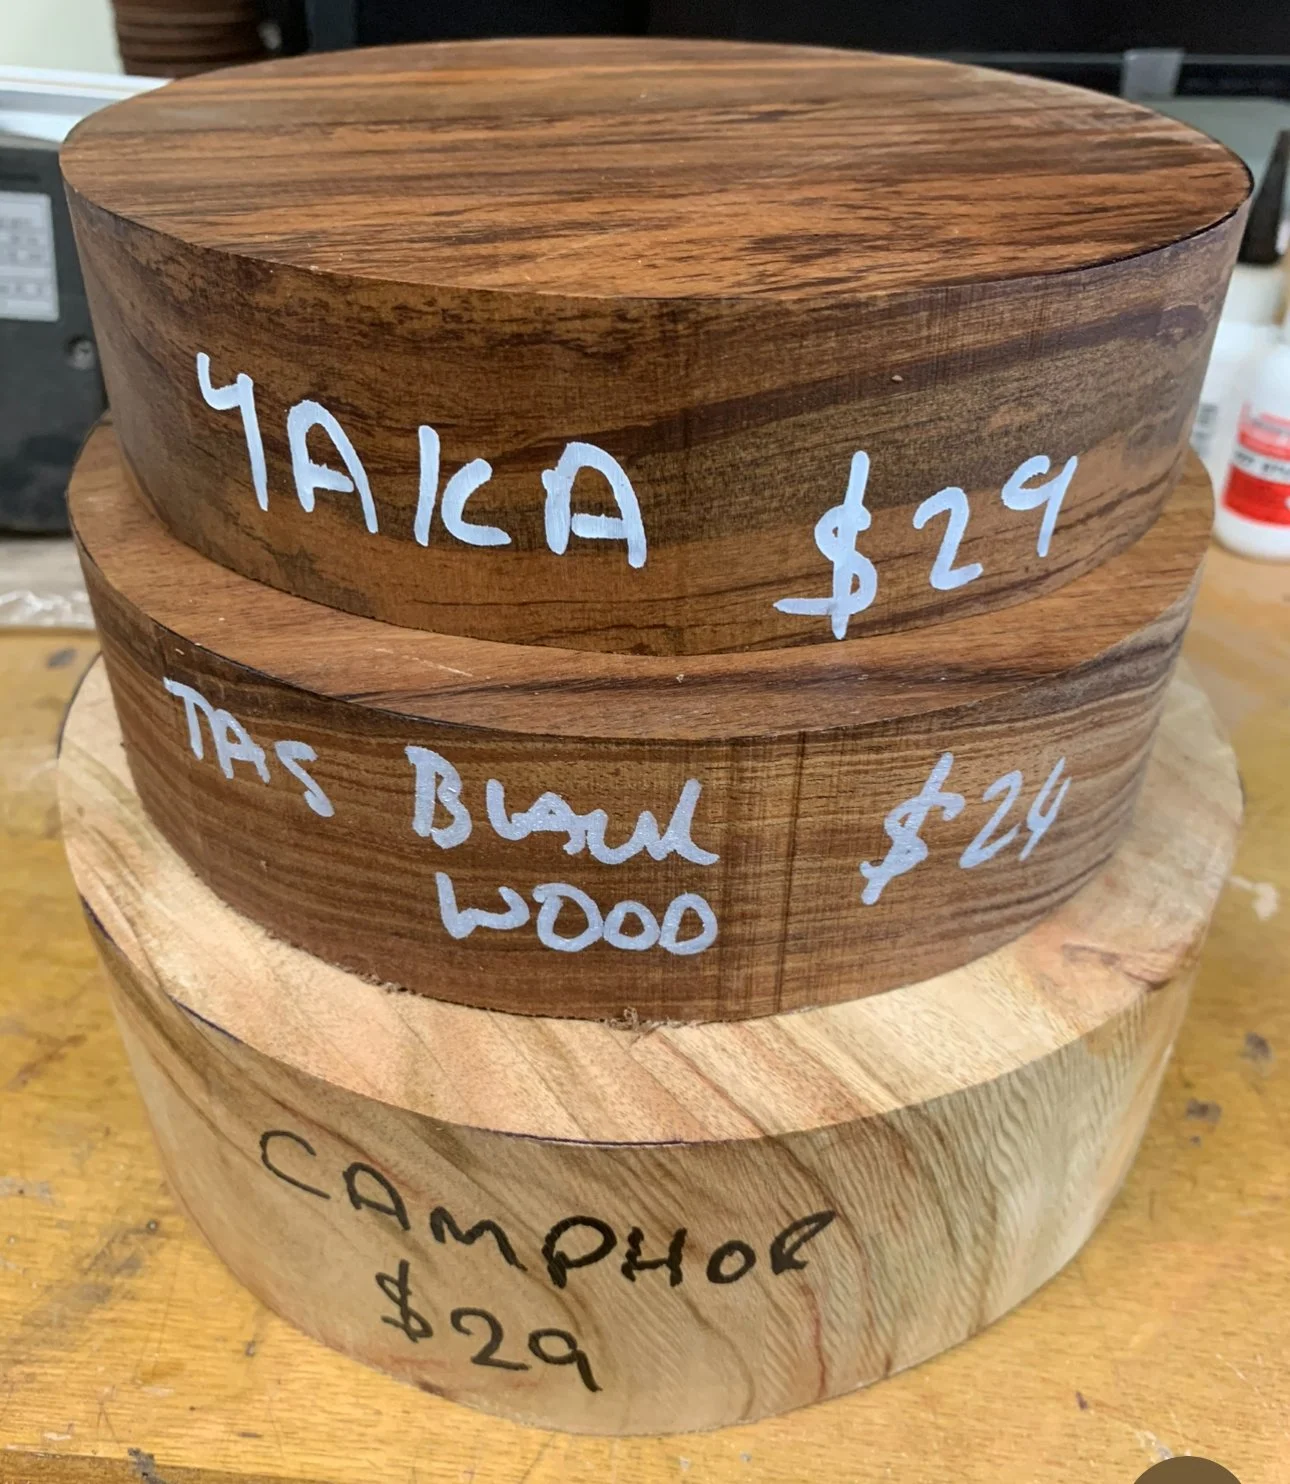 YAKA $29
TAS BLACK $24
WOOD
CAMPHOR
$29